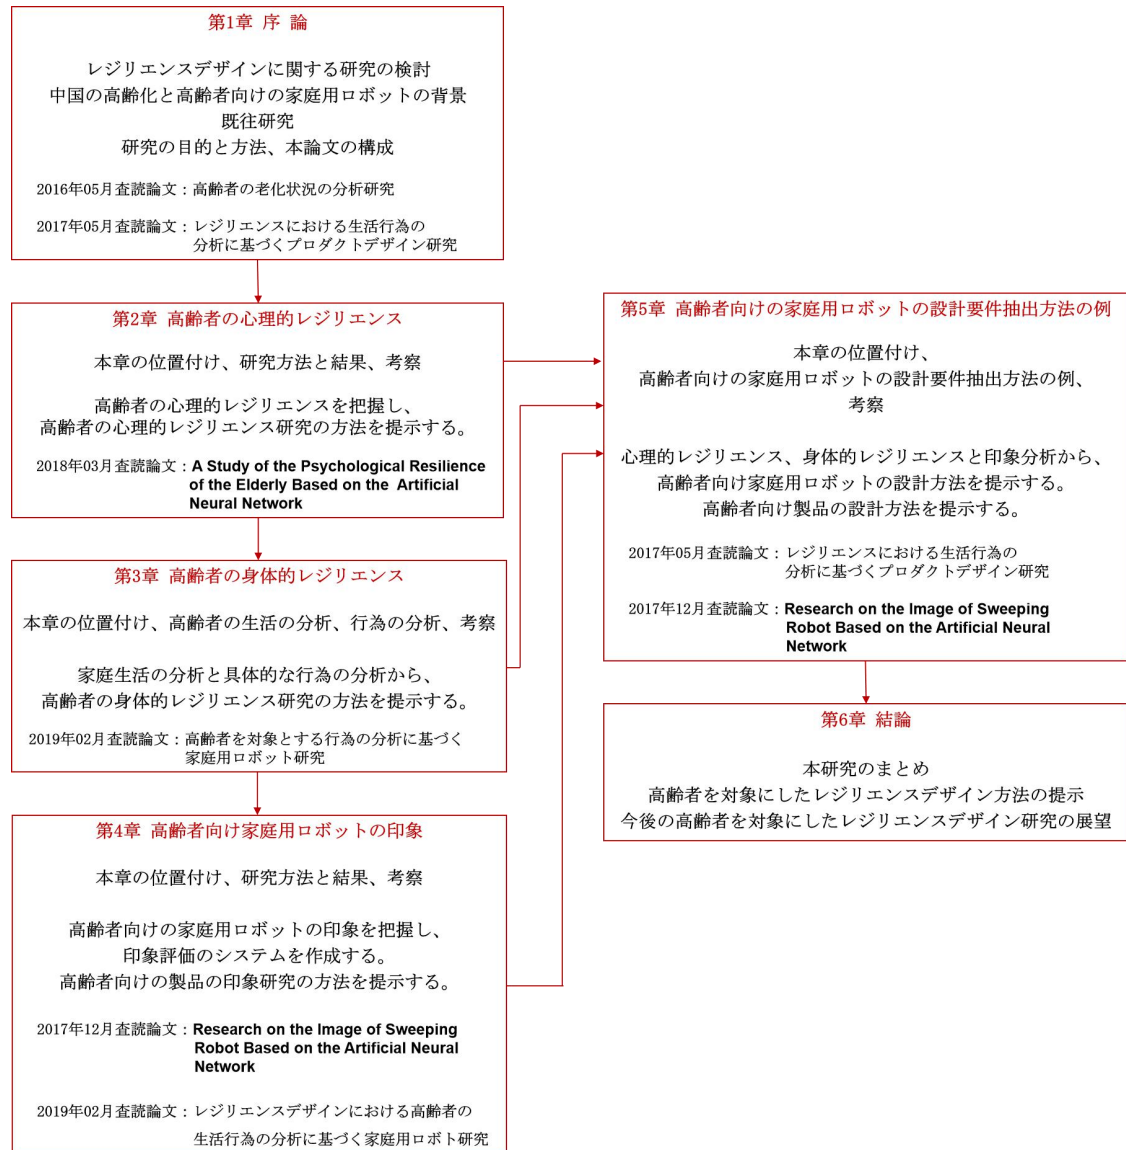 第1章 序 論
レジリエンスデザインに関する研究の検討
中国の高齢化と高齢者向けの家庭用ロボットの背景
既往研究
研究の目的と方法、本論文の構成
2016年05月査読論文：高齢者の老化状況の分析研究
2017年05月査読論文：レジリエンスにおける生活行為の
分析に基づくプロダクトデザイン研究
第2章 高齢者の心理的レジリエンス
本章の位置付け、研究方法と結果、考察
高齢者の心理的レジリエンスを把握し、
高齢者の心理的レジリエンス研究の方法を提示する。
2018年03月査読論文：A Study of the Psychological Resilience
of the Elderly Based on the Artificial
Neural Network
第3章 高齢者の身体的レジリエンス
本章の位置付け、高齢者の生活の分析、行為の分析、考察
家庭生活の分析と具体的な行為の分析から、
高齢者の身体的レジリエンス研究の方法を提示する。
2019年02月査読論文：高齢者を対象とする行為の分析に基づく
家庭用ロボット研究
第4章 高齢者向け家庭用ロボットの印象
本章の位置付け、研究方法と結果、考察
高齢者向けの家庭用ロボットの印象を把握し、
印象評価のシステムを作成する。
高齢者向けの製品の印象研究の方法を提示する。
2017年12月査読論文：Research on the Image of Sweeping
Robot Based on the Artificial Neural
Network
2019年02月査読論文：レジリエンスデザインにおける高齢者の
生活行為の分析に基づく家庭用ロボト研究
第5章 高齢者向けの家庭用ロボットの設計要件抽出方法の例
本章の位置付け、
高齢者向けの家庭用ロボットの設計要件抽出方法の例、
考察
心理的レジリエンス、身体的レジリエンスと印象分析から、
高齢者向け家庭用ロボットの設計方法を提示する。
高齢者向け製品の設計方法を提示する。
2017年05月査読論文：レジリエンスにおける生活行為の
分析に基づくプロダクトデザイン研究
2017年12月査読論文：Research on the Image of Sweeping
Robot Based on the Artificial Neural
Network
第6章 結論
本研究のまとめ
高齢者を対象にしたレジリエンスデザイン方法の提示
今後の高齢者を対象にしたレジリエンスデザイン研究の展望